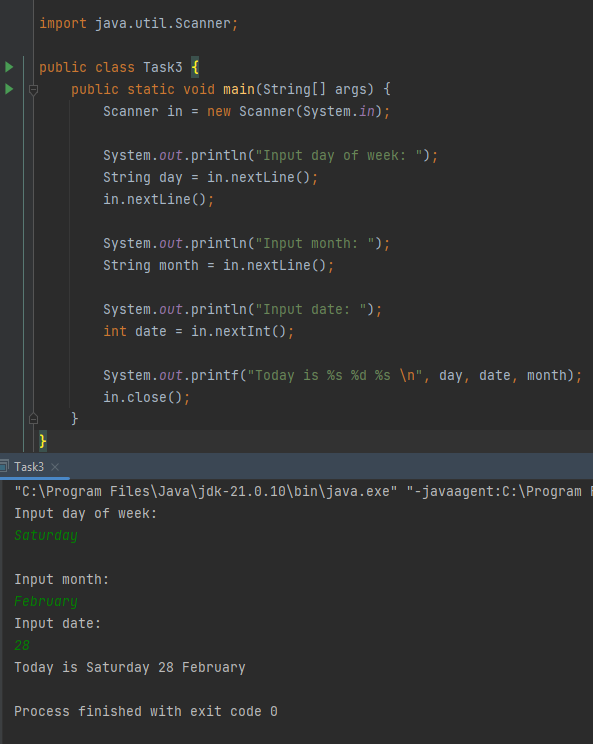 import java.util.Scanner;
public class Task3 {
public static void main(String[] args) {
Scanner in = new Scanner(System.in);
System.out.println("Input day of week: ");
String day = in.nextLine();
in.nextLine();
System.out.println("Input month: ");
String month = in.nextLine();
System.out.println("Input date: ");
int date = in.nextInt();
System.out.printf("Today is %s %d %s \n", day, date, month);
in.close();
}
}
Task3
"C:\Program Files\Java\jdk-21.0.10\bin\java.exe" "-javaagent:C:\Program
Input day of week:
Saturday
Input month:
February
Input date:
28
Today is Saturday 28 February
Process finished with exit code 0